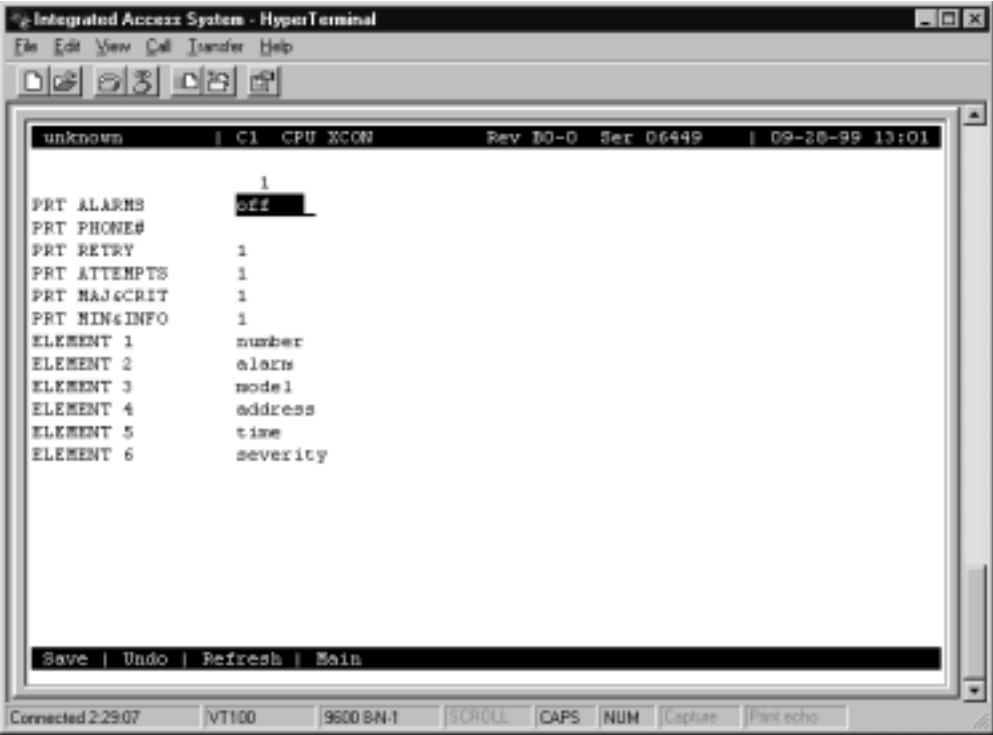 Integrated Access System - HyperTerminal
File Edit View Call Transfer Help
unknown | C1 CPU XCON Rev B0-0 Ser 06449 | 09-28-99 13:01
1
PRT ALARMS off
PRT PHONE#
PRT RETRY 1
PRT ATTEMPTS 1
PRT MAJ&CRIT 1
PRT MIN&INFO 1
ELEMENT 1 number
ELEMENT 2 alarm
ELEMENT 3 model
ELEMENT 4 address
ELEMENT 5 time
ELEMENT 6 severity
Save | Undo | Refresh | Main
Connected 2:29:07 VT100 9600 8-N-1 SCROLL CAPS NUM Capture Print echo